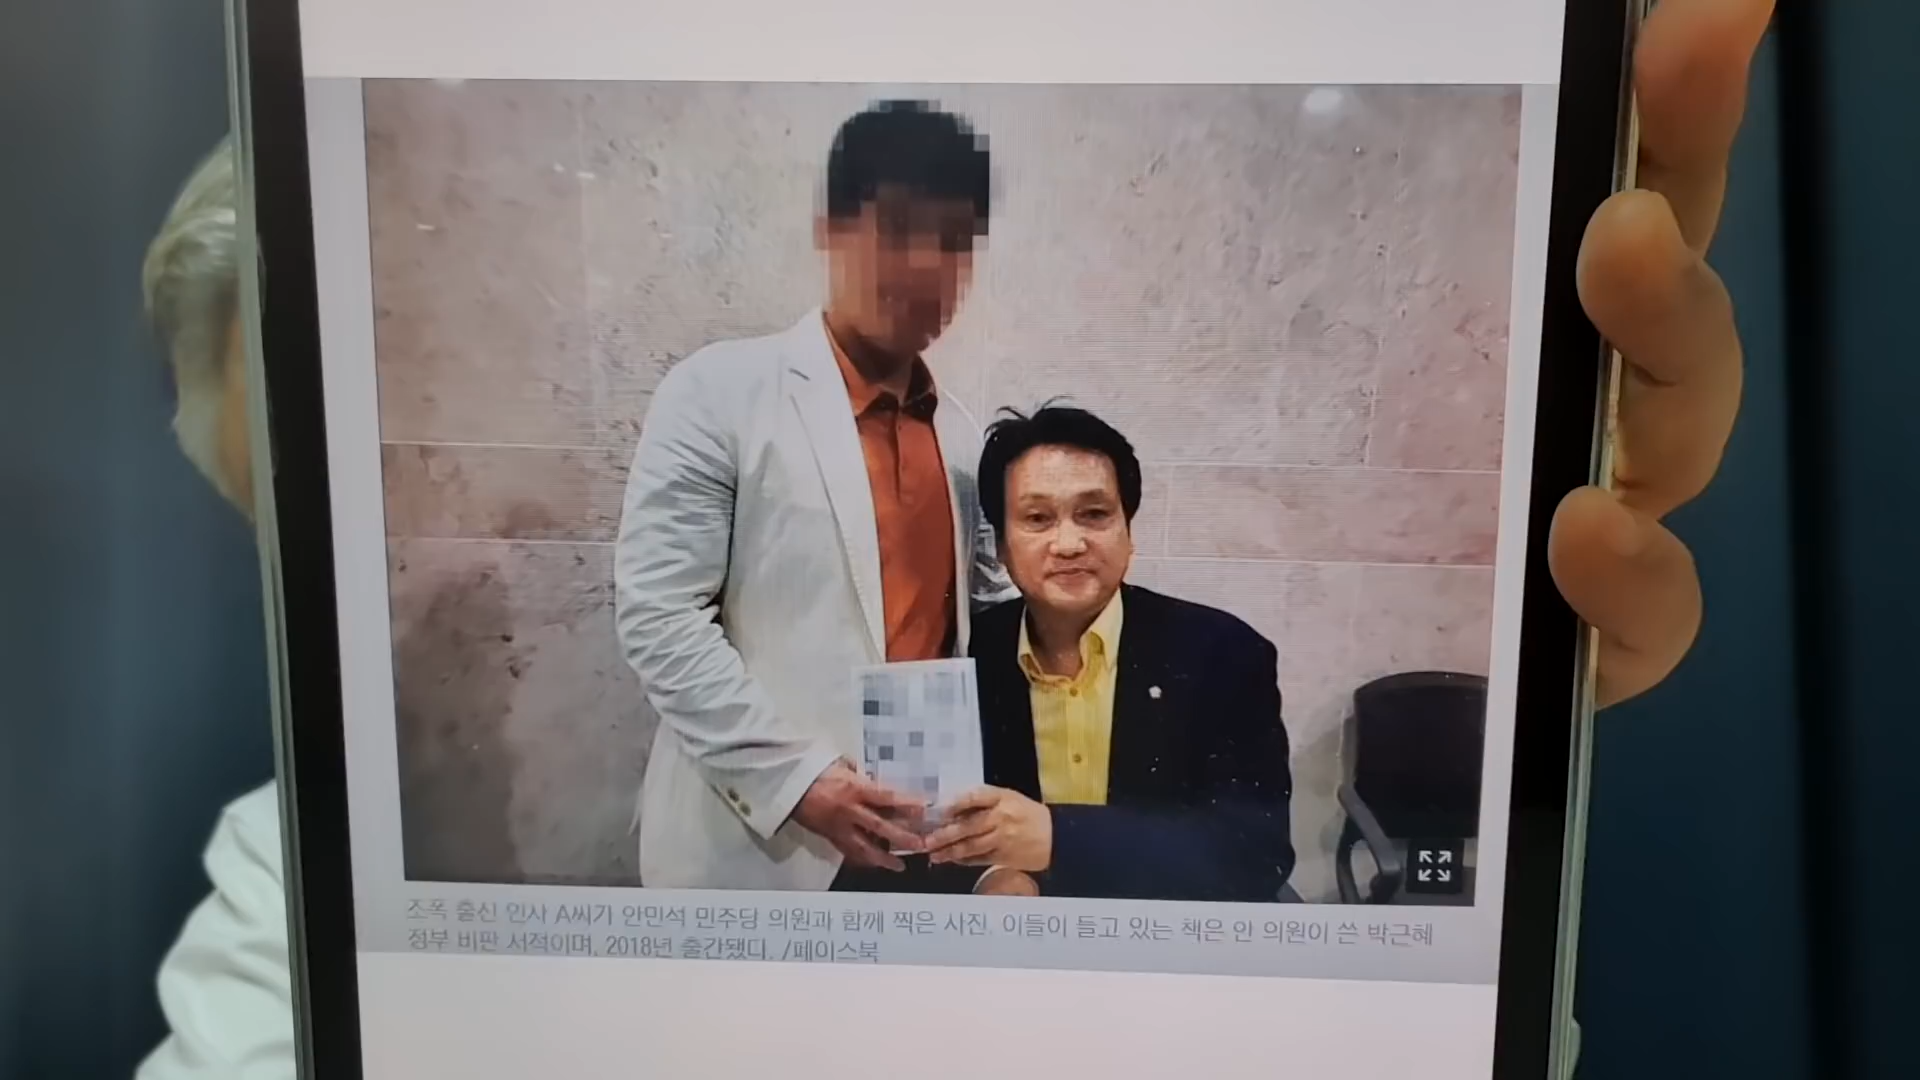 조폭 출신 인사 A씨가 안민석 민주당 의원과 함께 찍은 사진. 이들이 들고 있는 책은 안 의원이 쓴 박근혜
정부 비판 서적이며, 2018년 출간됐다. /페이스북